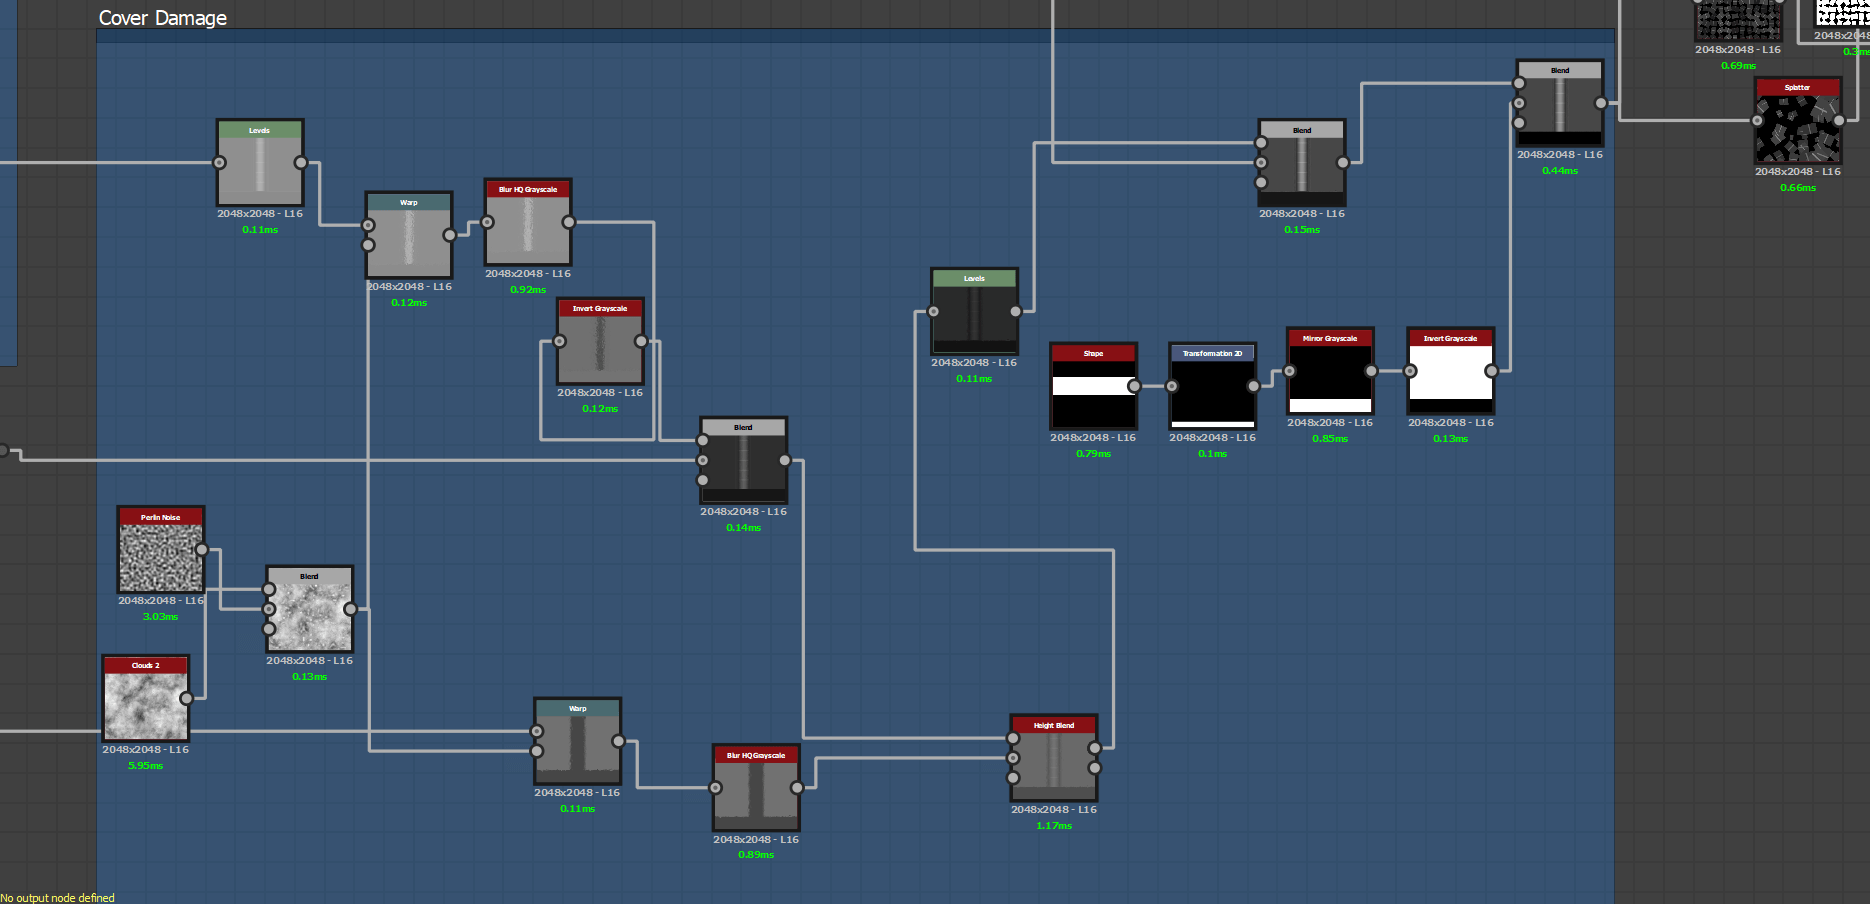 Cover Damage
2048x2048 - L16
0.69ms
2048x2048
0.3ms
Splatter
2048x2048 - L16
0.66ms
Blend
2048x2048 - L16
0.44ms
Levels
2048x2048 - L16
0.11ms
Warp
2048x2048 - L16
0.12ms
Blur HQ Grayscale
2048x2048 - L16
0.92ms
Invert Grayscale
2048x2048 - L16
0.12ms
Blend
2048x2048 - L16
0.15ms
Levels
2048x2048 - L16
0.11ms
Shape
2048x2048 - L16
0.79ms
Transformation 2D
2048x2048 - L16
0.1ms
Mirror Grayscale
2048x2048 - L16
0.85ms
Invert Grayscale
2048x2048 - L16
0.13ms
Blend
2048x2048 - L16
0.14ms
Perlin Noise
2048x2048 - L16
3.03ms
Blend
2048x2048 - L16
0.13ms
Clouds 2
2048x2048 - L16
5.95ms
Warp
2048x2048 - L16
0.11ms
Blur HQ Grayscale
2048x2048 - L16
0.89ms
Height Blend
2048x2048 - L16
1.17ms
No output node defined